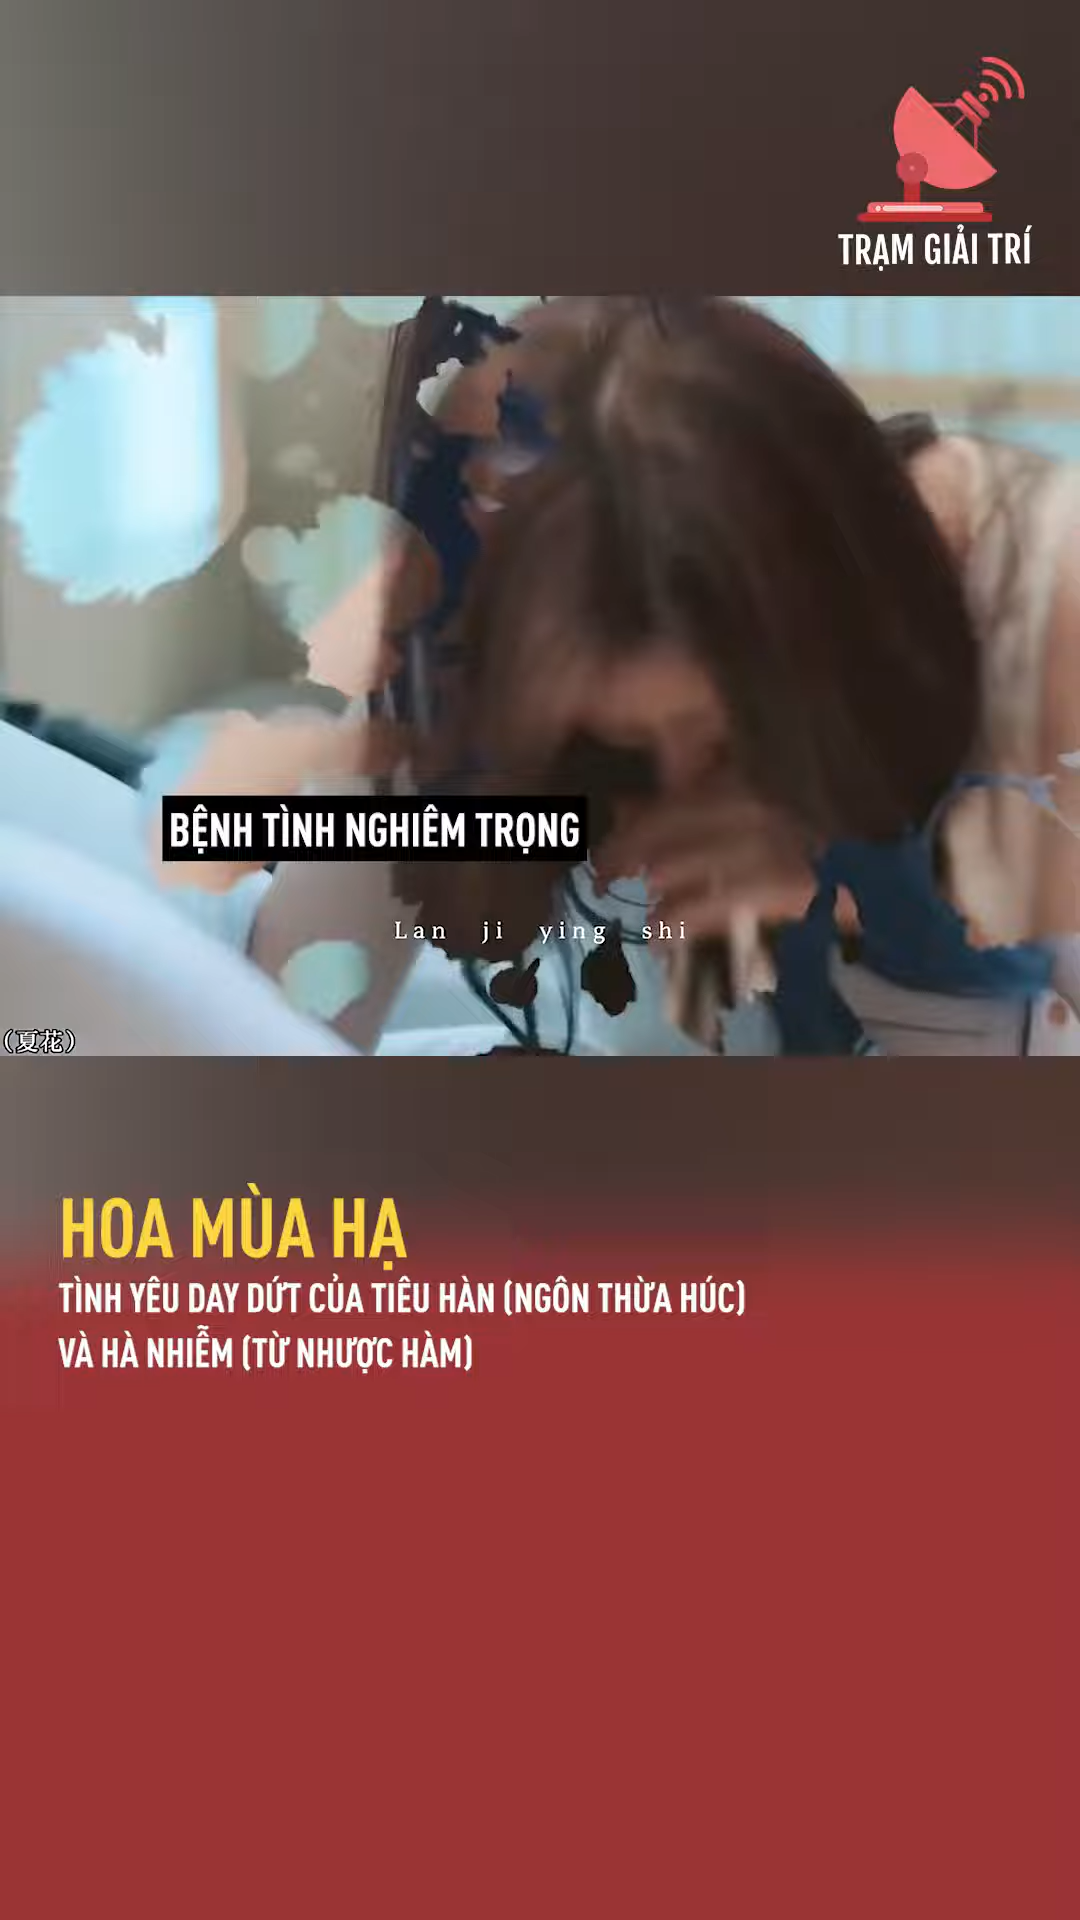 TRẠM GIẢI TRÍ
BỆNH TÌNH NGHIÊM TRỌNG
Lan ji ying shi
（夏花）
HOA MÙA HẠ
TÌNH YÊU DAY DỨT CỦA TIÊU HÀN (NGÔN THỪA HÚC)
VÀ HÀ NHIỄM (TỪ NHƯỢC HÀM)